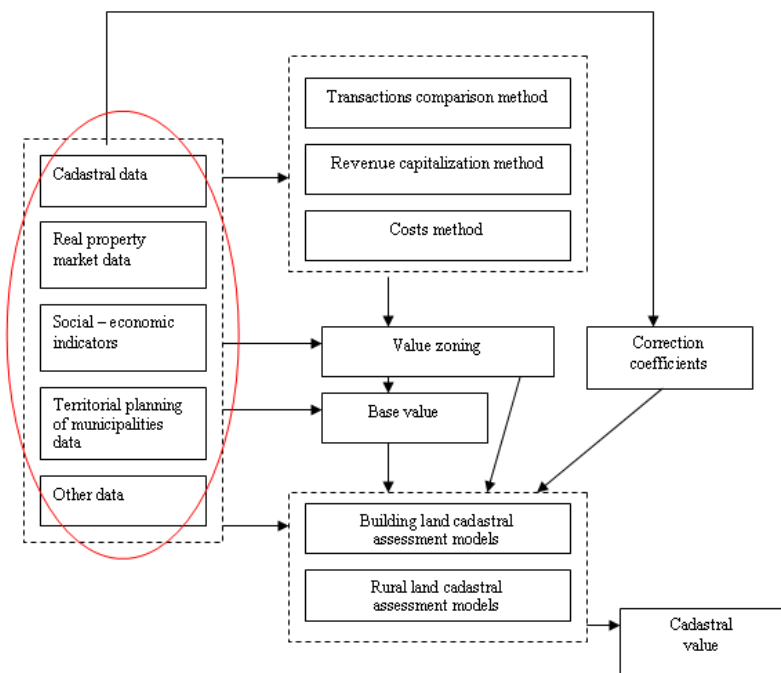 Transactions comparison method
Revenue capitalization method
Costs method
Cadastral data
Real property
market data
Social – economic
indicators
Territorial planning
of municipalities
data
Other data
Value zoning
Base value
Correction
coefficients
Building land cadastral
assessment models
Rural land cadastral
assessment models
Cadastral
value